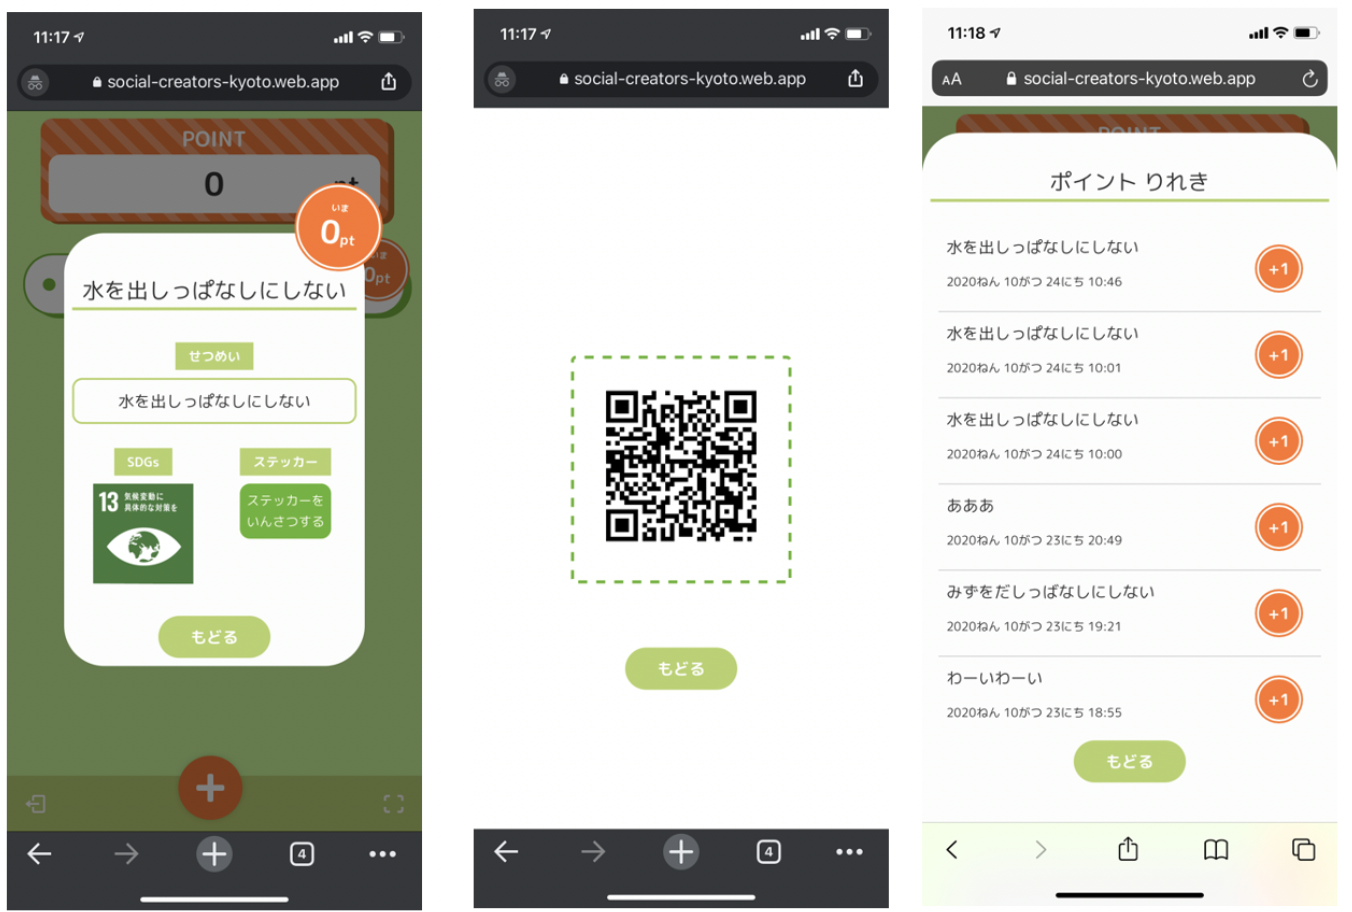 11:17
social-creators-kyoto.web.app
POINT
0
pt
いま
0pt
いま
0pt
水を出しっぱなしにしない
せつめい
水を出しっぱなしにしない
SDGs
ステッカー
13 気候変動に
具体的な対策を
ステッカーを
いんさつする
もどる
4
11:17
social-creators-kyoto.web.app
もどる
4
11:18
AA
social-creators-kyoto.web.app
POINT
ポイント りれき
水を出しっぱなしにしない
2020ねん 10がつ 24にち 10:46
+1
水を出しっぱなしにしない
2020ねん 10がつ 24にち 10:01
+1
水を出しっぱなしにしない
2020ねん 10がつ 24にち 10:00
+1
あああ
2020ねん 10がつ 23にち 20:49
+1
みずをだしっぱなしにしない
2020ねん 10がつ 23にち 19:21
+1
わーいわーい
2020ねん 10がつ 23にち 18:55
+1
もどる